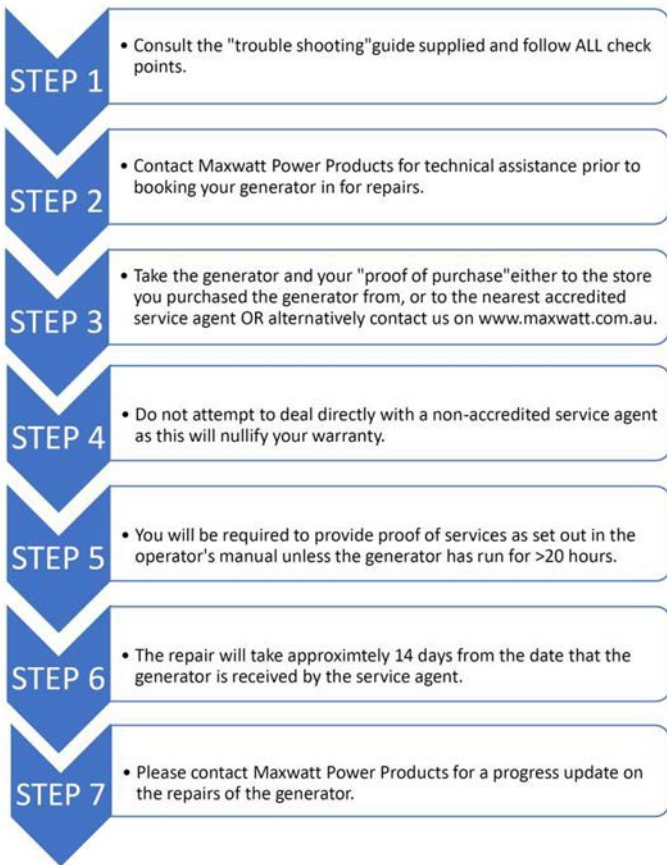 STEP 1
• Consult the "trouble shooting"guide supplied and follow ALL check
points.
STEP 2
• Contact Maxwatt Power Products for technical assistance prior to
booking your generator in for repairs.
STEP 3
• Take the generator and your "proof of purchase"either to the store
you purchased the generator from, or to the nearest accredited
service agent OR alternatively contact us on www.maxwatt.com.au.
STEP 4
• Do not attempt to deal directly with a non-accredited service agent
as this will nullify your warranty.
STEP 5
• You will be required to provide proof of services as set out in the
operator's manual unless the generator has run for >20 hours.
STEP 6
• The repair will take approximtely 14 days from the date that the
generator is received by the service agent.
STEP 7
• Please contact Maxwatt Power Products for a progress update on
the repairs of the generator.